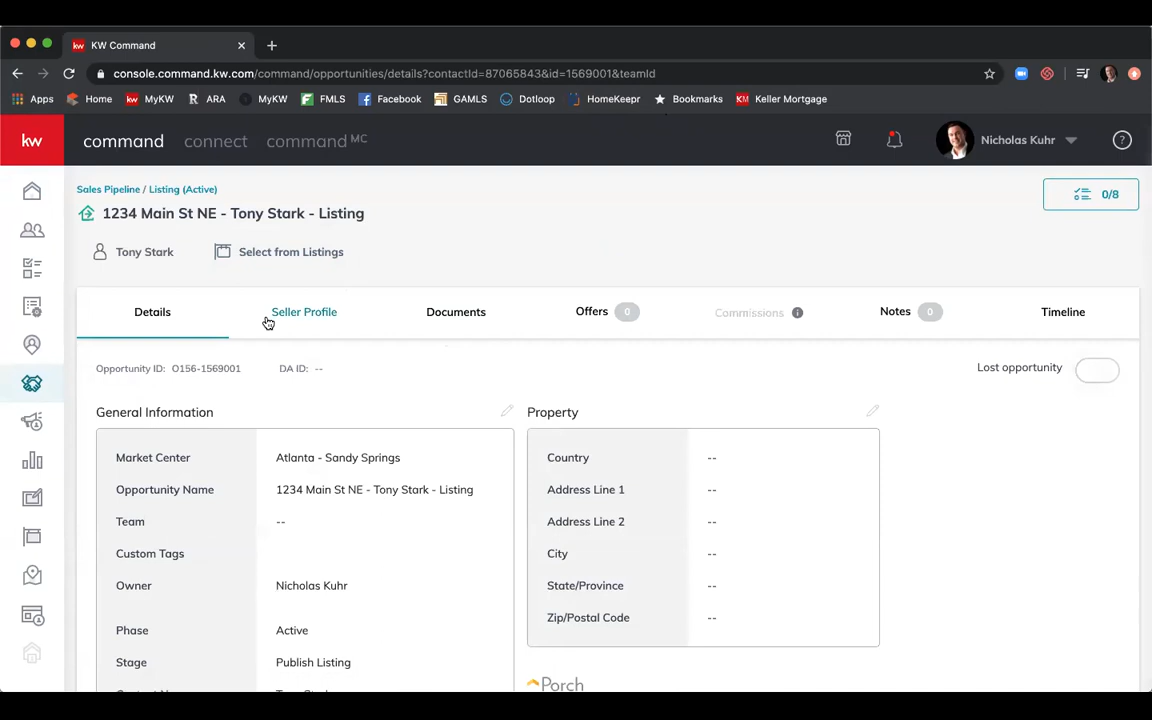 kw KW Command
console.command.kw.com/command/opportunities/details?contactId=87065843&id=1569001&teamId
Apps Home kw MyKW R ARA MyKW FMLS Facebook GAMLS Dotloop HomeKeepr Bookmarks KM Keller Mortgage
kw command connect command MC Nicholas Kuhr ?
Sales Pipeline / Listing (Active)
0/8
1234 Main St NE - Tony Stark - Listing
Tony Stark Select from Listings
Details Seller Profile Documents Offers 0 Commissions i Notes 0 Timeline
Opportunity ID: O156-1569001 DA ID: -- Lost opportunity
General Information Property
Market Center Atlanta - Sandy Springs Country --
Opportunity Name 1234 Main St NE - Tony Stark - Listing Address Line 1 --
Team -- Address Line 2 --
Custom Tags City --
Owner Nicholas Kuhr State/Province --
Zip/Postal Code --
Phase Active
Stage Publish Listing
Porch